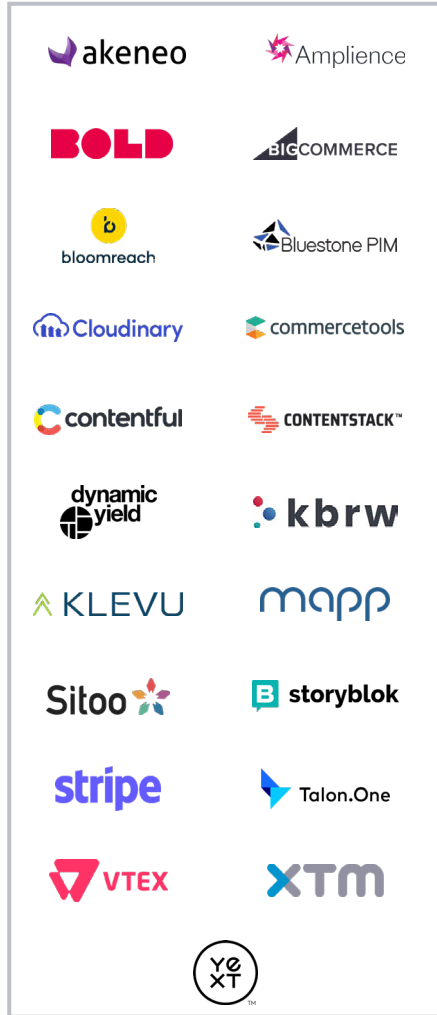 akeneo
Amplience
BOLD
BIGCOMMERCE
b
bloomreach
Bluestone PIM
Cloudinary
commercetools
contentful
CONTENTSTACK™
dynamic
yield
kbrw
KLEVU
mapp
Sitoo
B storyblok
stripe
Talon.One
VTEX
XTM
Ye
XT
™